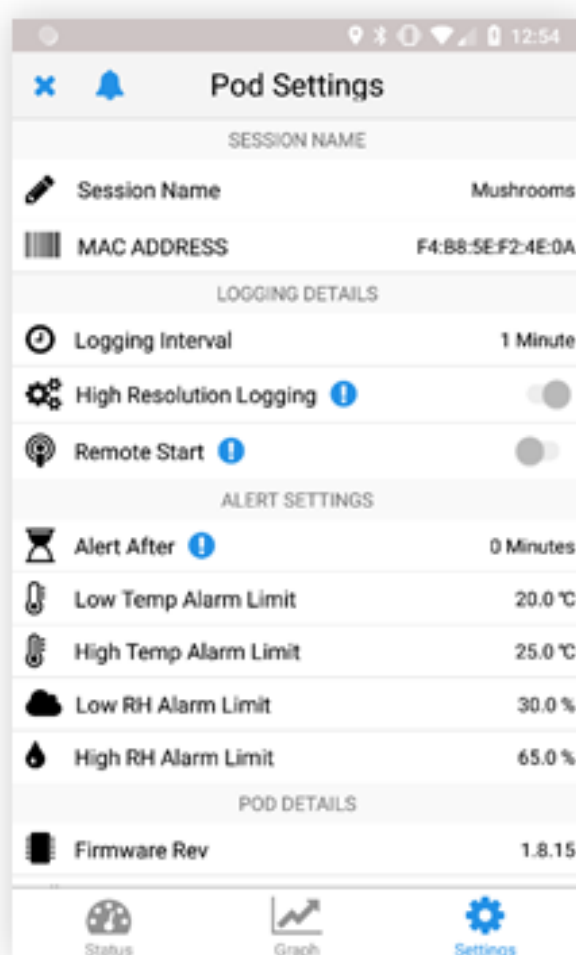 12:54
Pod Settings
SESSION NAME
Session Name Mushrooms
MAC ADDRESS F4:B8:5E:F2:4E:0A
LOGGING DETAILS
Logging Interval 1 Minute
High Resolution Logging
Remote Start
ALERT SETTINGS
Alert After 0 Minutes
Low Temp Alarm Limit 20.0 °C
High Temp Alarm Limit 25.0 °C
Low RH Alarm Limit 30.0 %
High RH Alarm Limit 65.0 %
POD DETAILS
Firmware Rev 1.8.15
Status Graph Settings